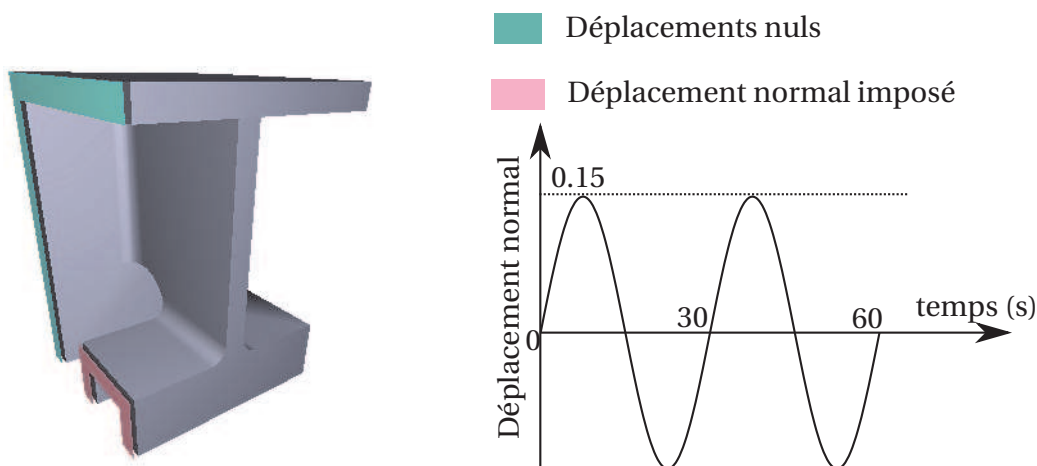 Déplacements nuls
Déplacement normal imposé
Déplacement normal
0.15
0
30
60
temps (s)